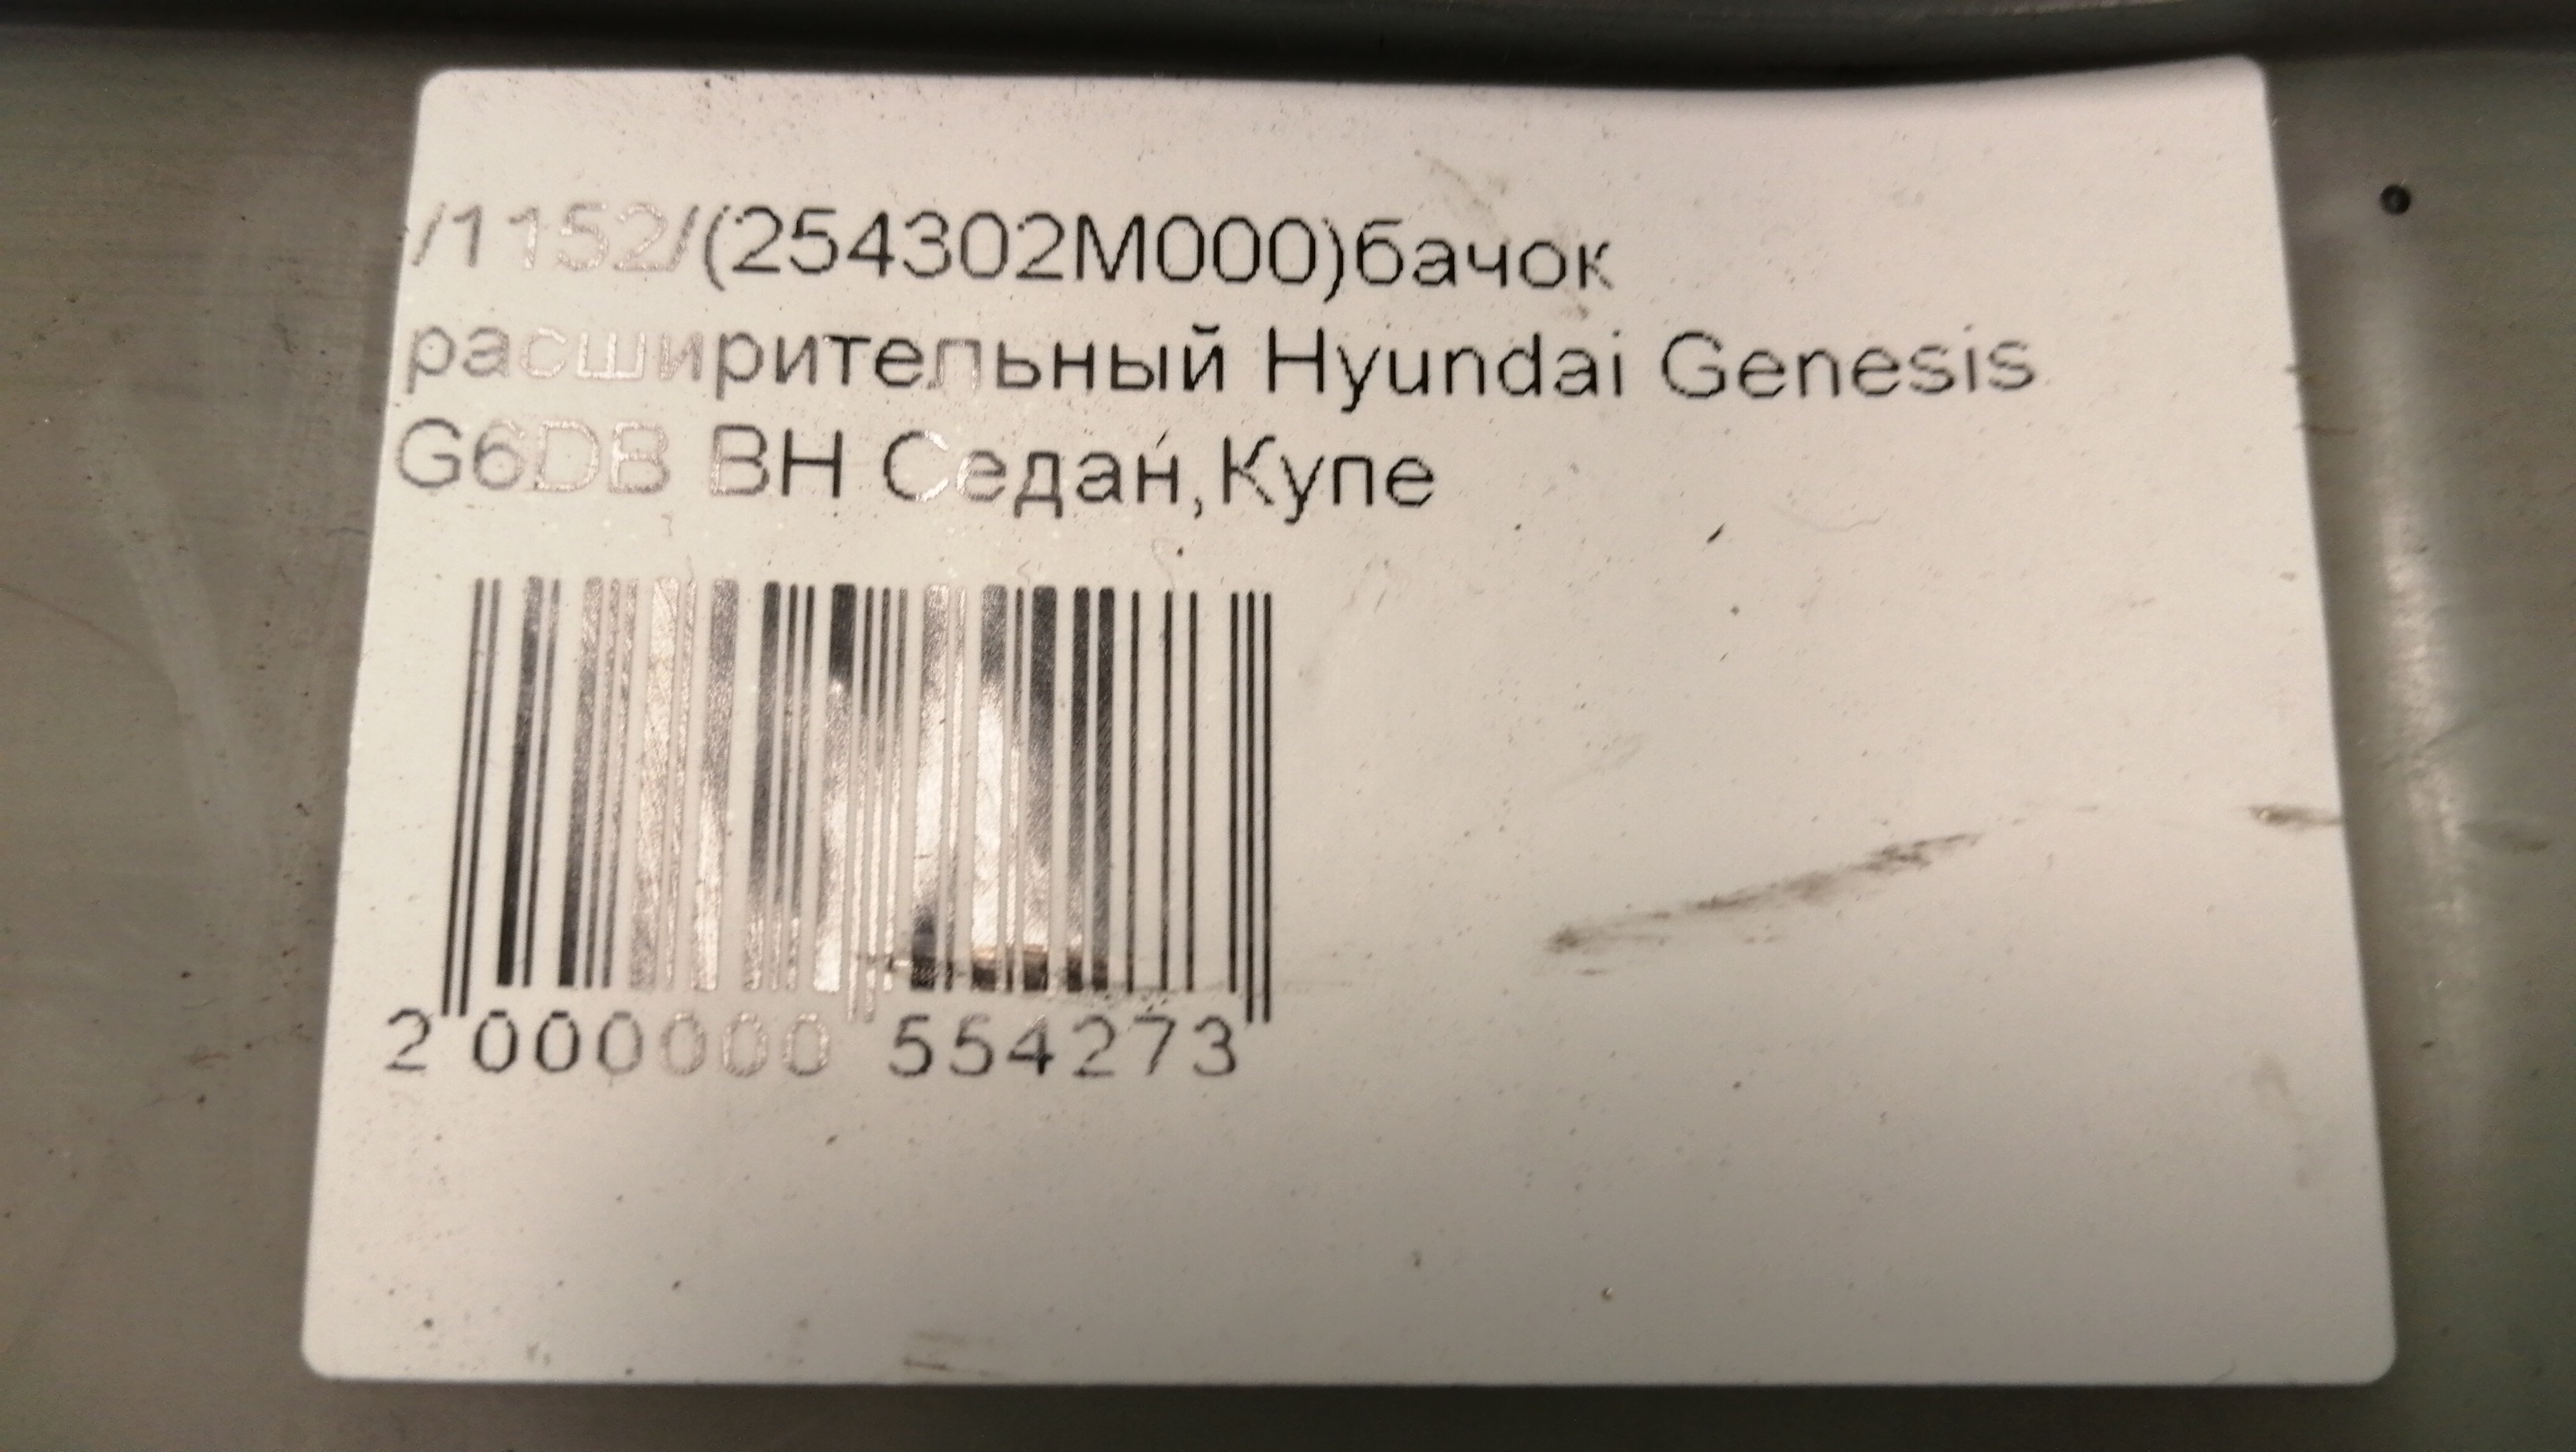 /1152/(254302M000)бачок
расширительный Hyundai Genesis
G6DB BH Седан,Купе
2 000000 554273